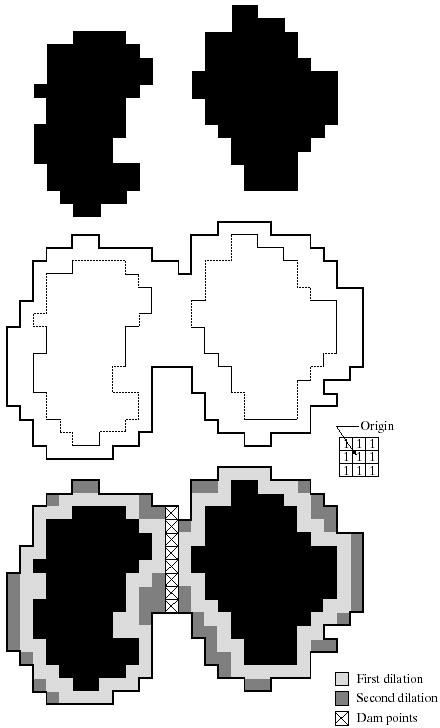 Origin
1 1 1
1 1 1
1 1 1
First dilation
Second dilation
Dam points